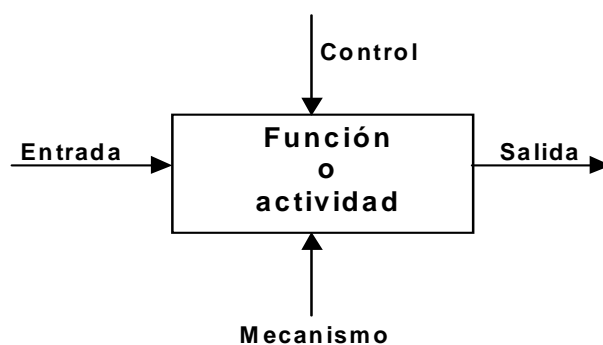 Control
Función
o
actividad
Entrada
Salida
Mecanismo